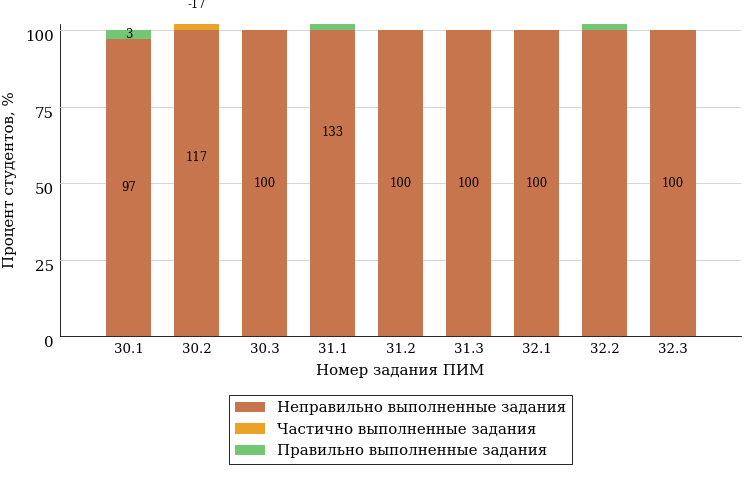 -17
100
75
50
25
0
Процент студентов, %
3
97
117
100
133
100
100
100
100
30.1 30.2 30.3 31.1 31.2 31.3 32.1 32.2 32.3
Номер задания ПИМ
Неправильно выполненные задания
Частично выполненные задания
Правильно выполненные задания